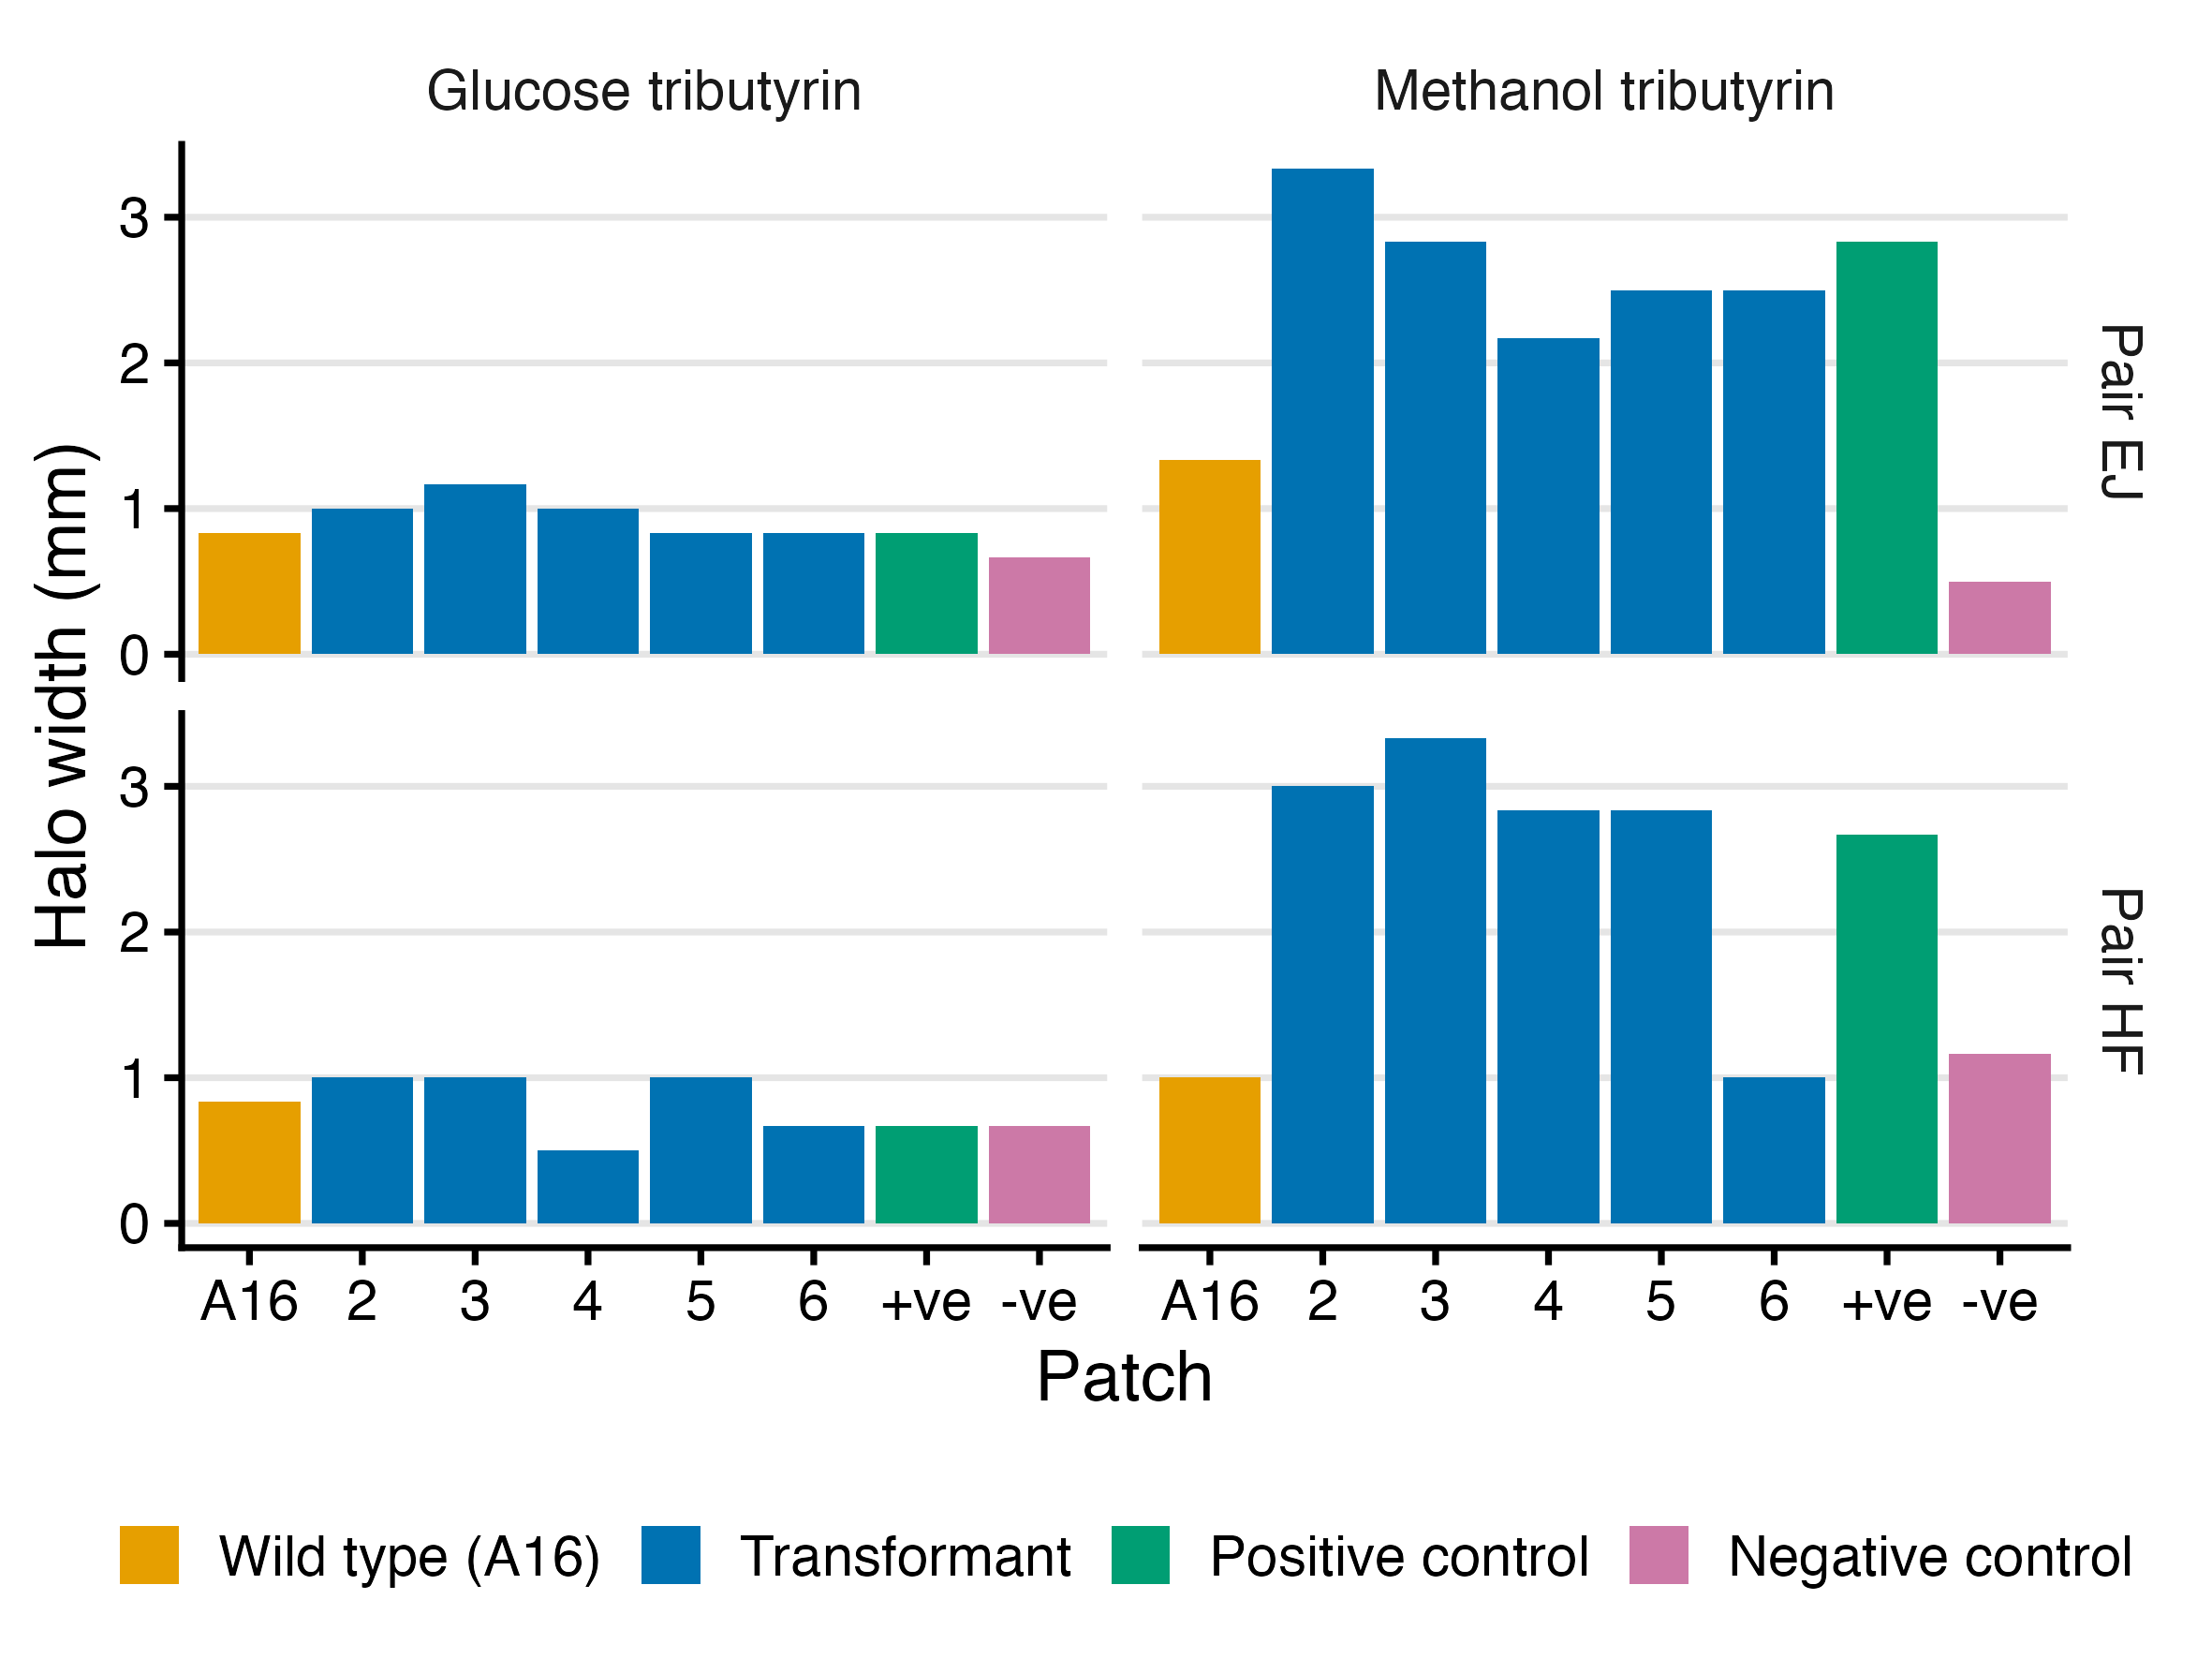 Glucose tributyrin
Methanol tributyrin
3
2
1
0
Pair EJ
3
2
1
0
Pair HF
Halo width (mm)
A16 2 3 4 5 6 +ve -ve
A16 2 3 4 5 6 +ve -ve
Patch
Wild type (A16) Transformant Positive control Negative control